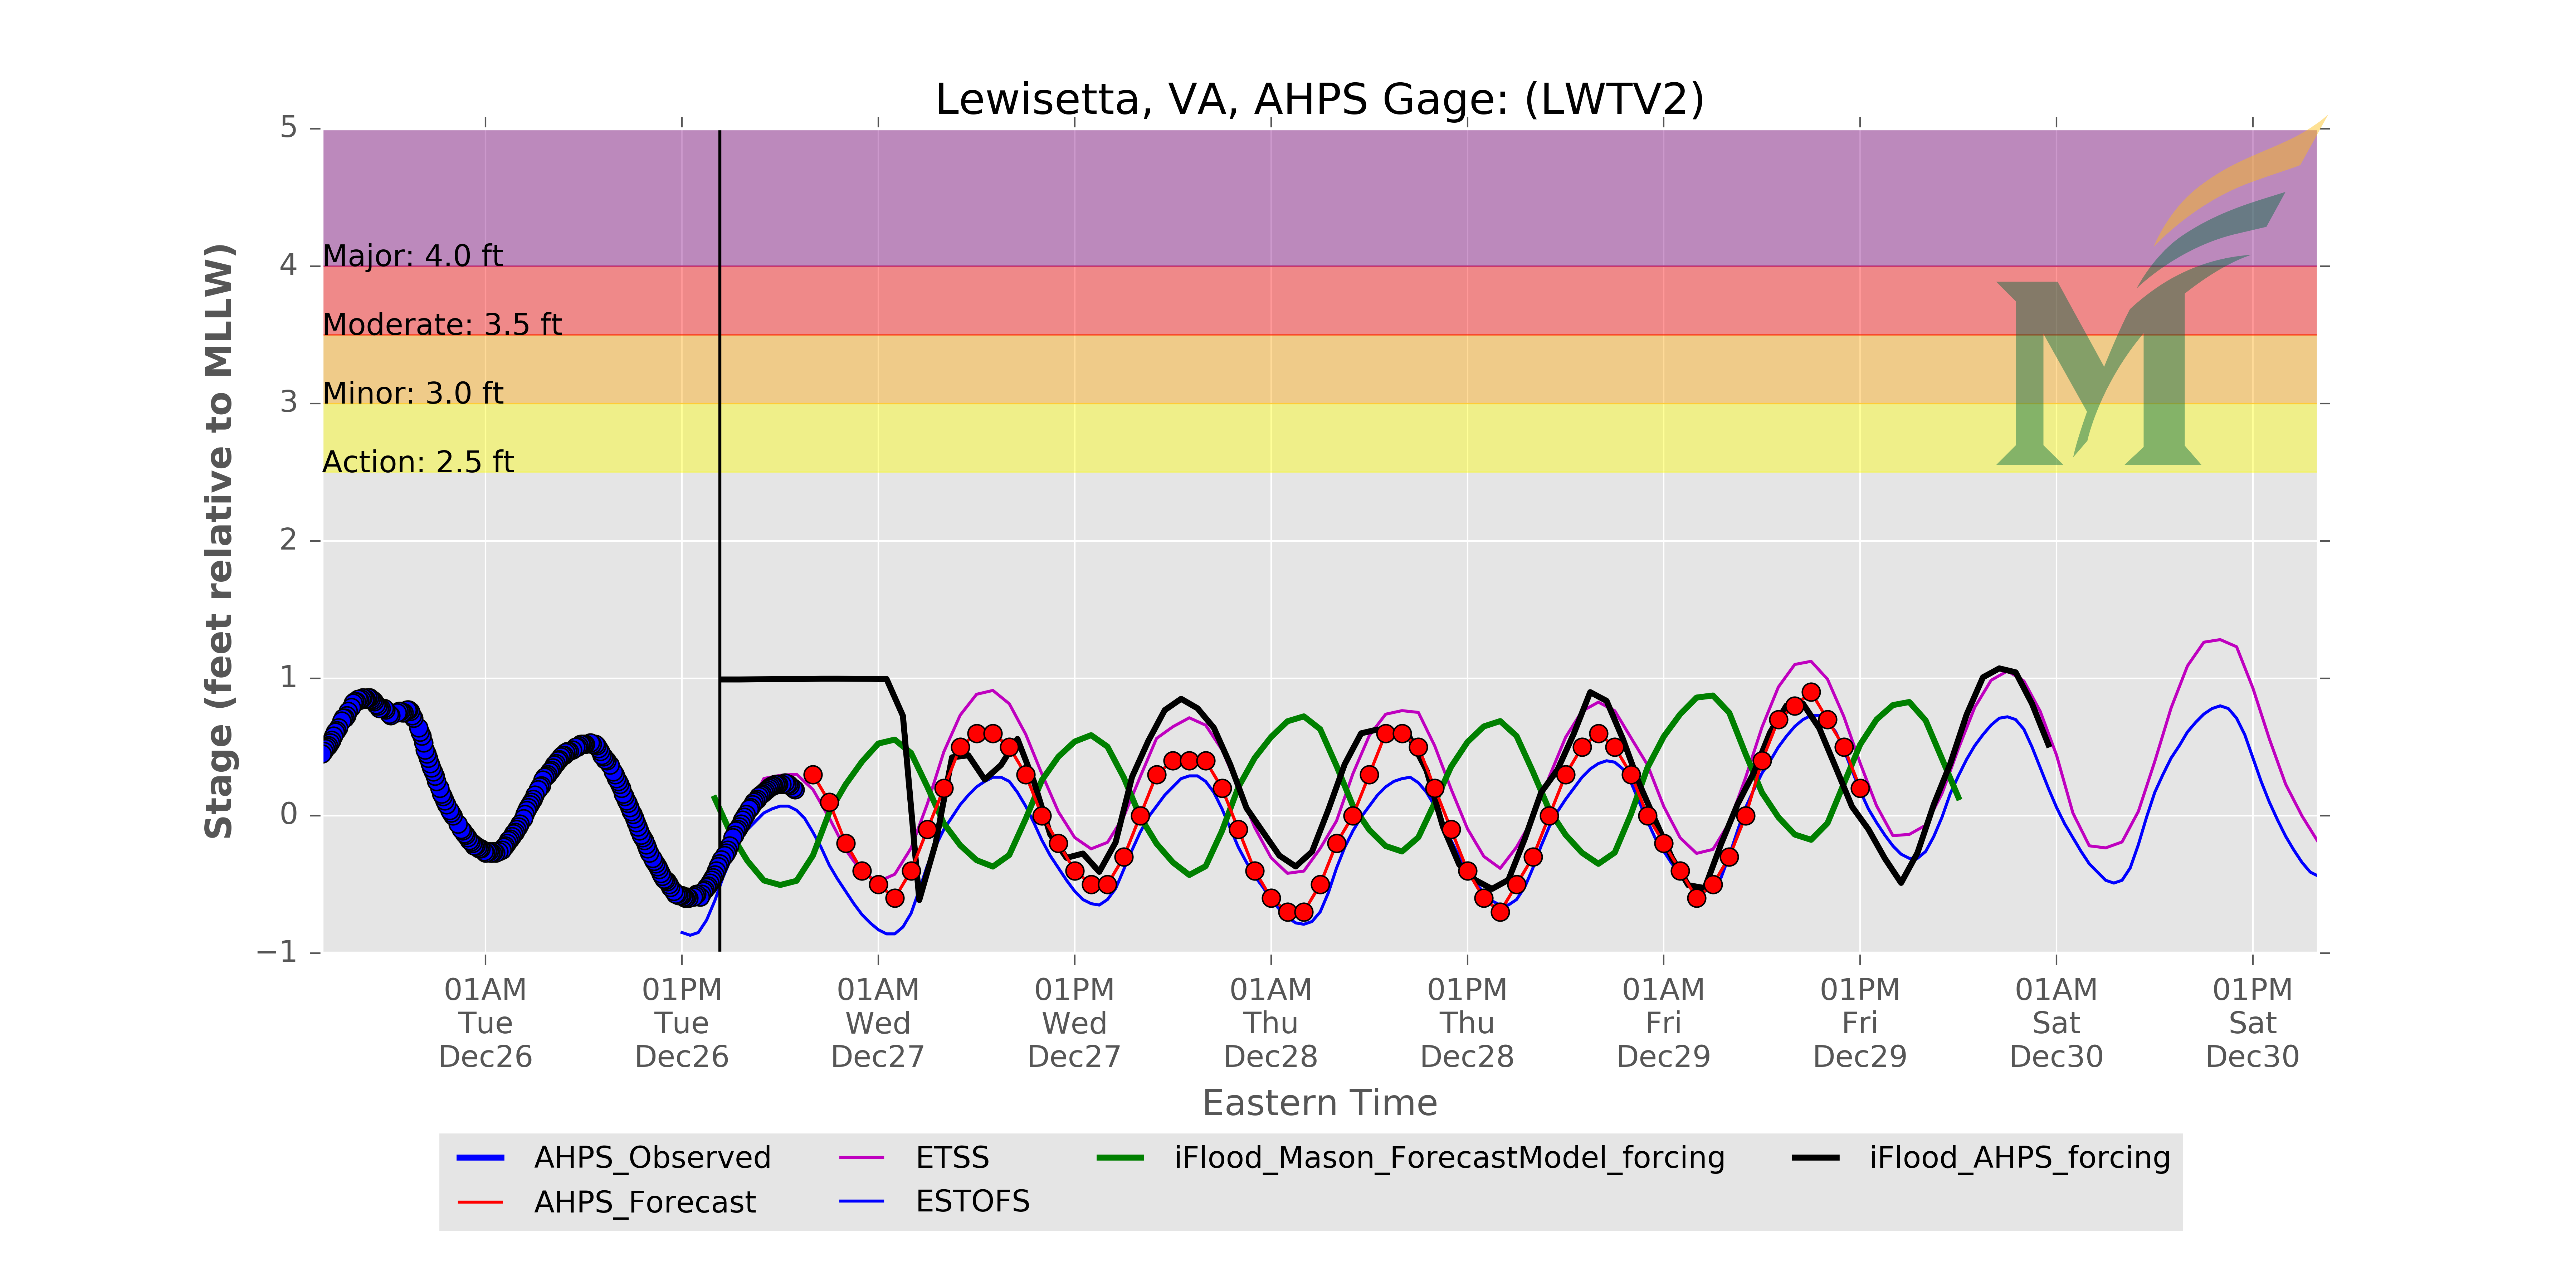 Lewisetta, VA, AHPS Gage: (LWTV2)
Stage (feet relative to MLLW)
5
4
3
2
1
0
−1
Major: 4.0 ft
Moderate: 3.5 ft
Minor: 3.0 ft
Action: 2.5 ft
M
01AM 01PM 01AM 01PM 01AM 01PM 01AM 01PM 01AM 01PM
Tue Tue Wed Wed Thu Thu Fri Fri Sat Sat
Dec26 Dec26 Dec27 Dec27 Dec28 Dec28 Dec29 Dec29 Dec30 Dec30
Eastern Time
AHPS_Observed ETSS iFlood_Mason_ForecastModel_forcing iFlood_AHPS_forcing
AHPS_Forecast ESTOFS